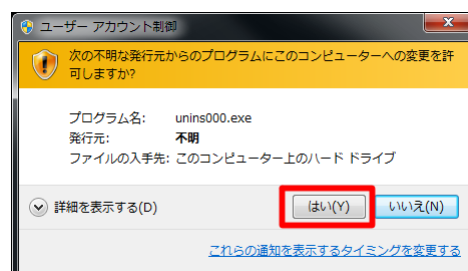 ユーザー アカウント制御
次の不明な発行元からのプログラムにこのコンピューターへの変更を許
可しますか?
プログラム名: unins000.exe
発行元: 不明
ファイルの入手先: このコンピューター上のハード ドライブ
詳細を表示する(D) はい(Y) いいえ(N)
これらの通知を表示するタイミングを変更する